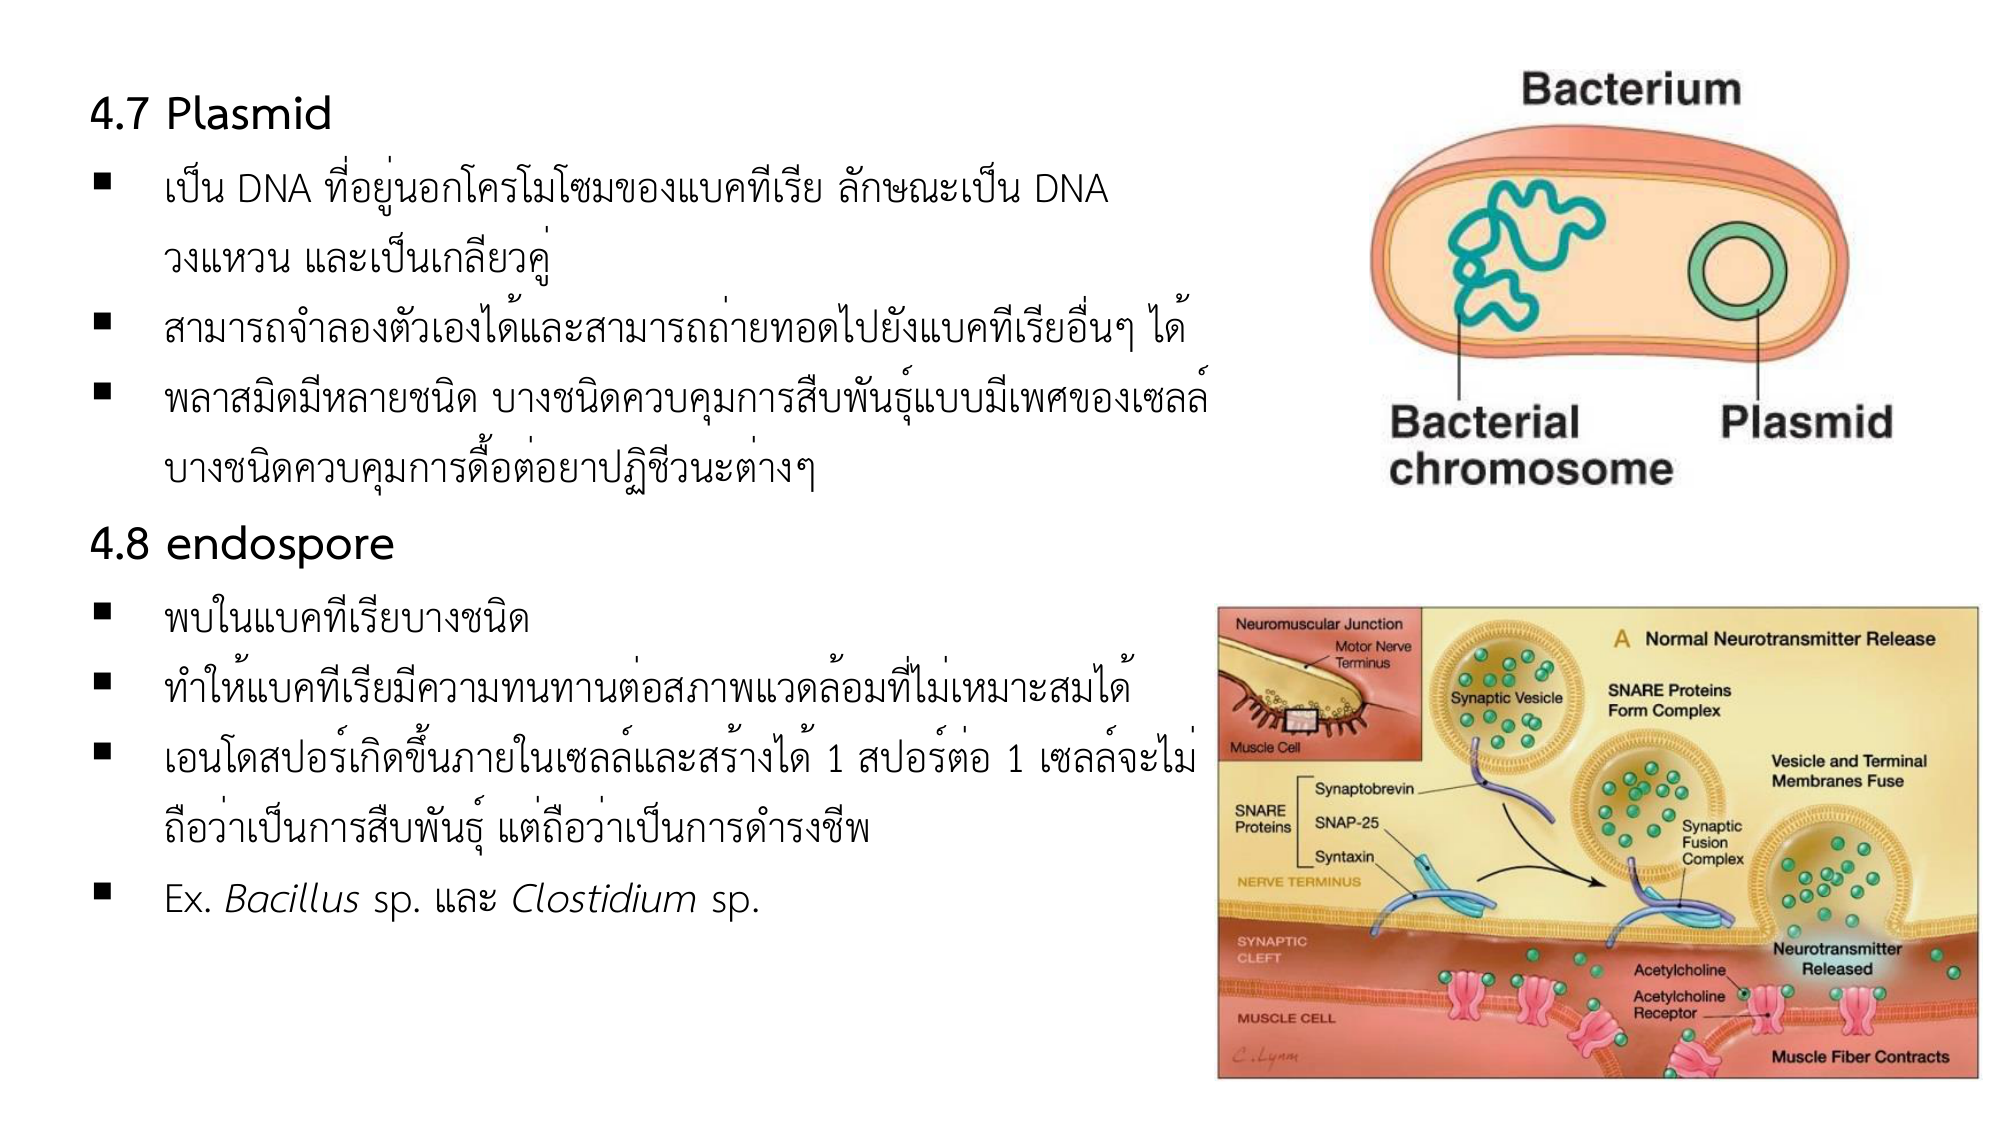 4.7 Plasmid
▪ เป็น DNA ที่อยู่นอกโครโมโซมของแบคทีเรีย ลักษณะเป็น DNA
วงแหวน และเป็นเกลียวคู่
▪ สามารถจำลองตัวเองได้และสามารถถ่ายทอดไปยังแบคทีเรียอื่นๆ ได้
▪ พลาสมิดมีหลายชนิด บางชนิดควบคุมการสืบพันธุ์แบบมีเพศของเซลล์
บางชนิดควบคุมการดื้อต่อยาปฏิชีวนะต่างๆ
4.8 endospore
▪ พบในแบคทีเรียบางชนิด
▪ ทำให้แบคทีเรียมีความทนทานต่อสภาพแวดล้อมที่ไม่เหมาะสมได้
▪ เอนโดสปอร์เกิดขึ้นภายในเซลล์และสร้างได้ 1 สปอร์ต่อ 1 เซลล์จะไม่
ถือว่าเป็นการสืบพันธุ์ แต่ถือว่าเป็นการดำรงชีพ
▪ Ex. Bacillus sp. และ Clostidium sp.
Bacterium
Bacterial
chromosome
Plasmid
Neuromuscular Junction
Motor Nerve
Terminus
Muscle Cell
A Normal Neurotransmitter Release
Synaptic Vesicle
SNARE Proteins
Form Complex
Vesicle and Terminal
Membranes Fuse
SNARE
Proteins
Synaptobrevin
SNAP-25
Syntaxin
Synaptic
Fusion
Complex
NERVE TERMINUS
SYNAPTIC
CLEFT
Neurotransmitter
Released
Acetylcholine
Acetylcholine
Receptor
MUSCLE CELL
Muscle Fiber Contracts
C. Lynm